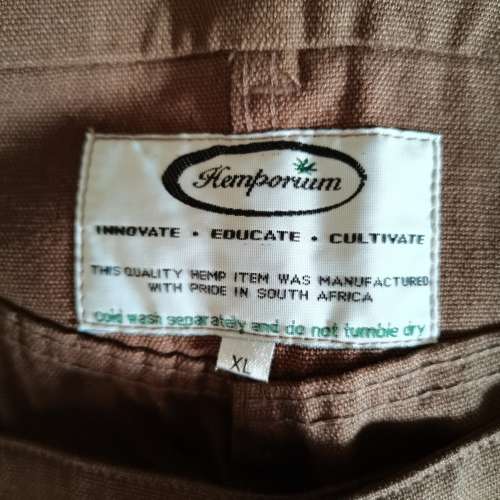 Hemporium
INNOVATE • EDUCATE • CULTIVATE
THIS QUALITY HEMP ITEM WAS MANUFACTURED
WITH PRIDE IN SOUTH AFRICA
cold wash separately and do not tumble dry
XL